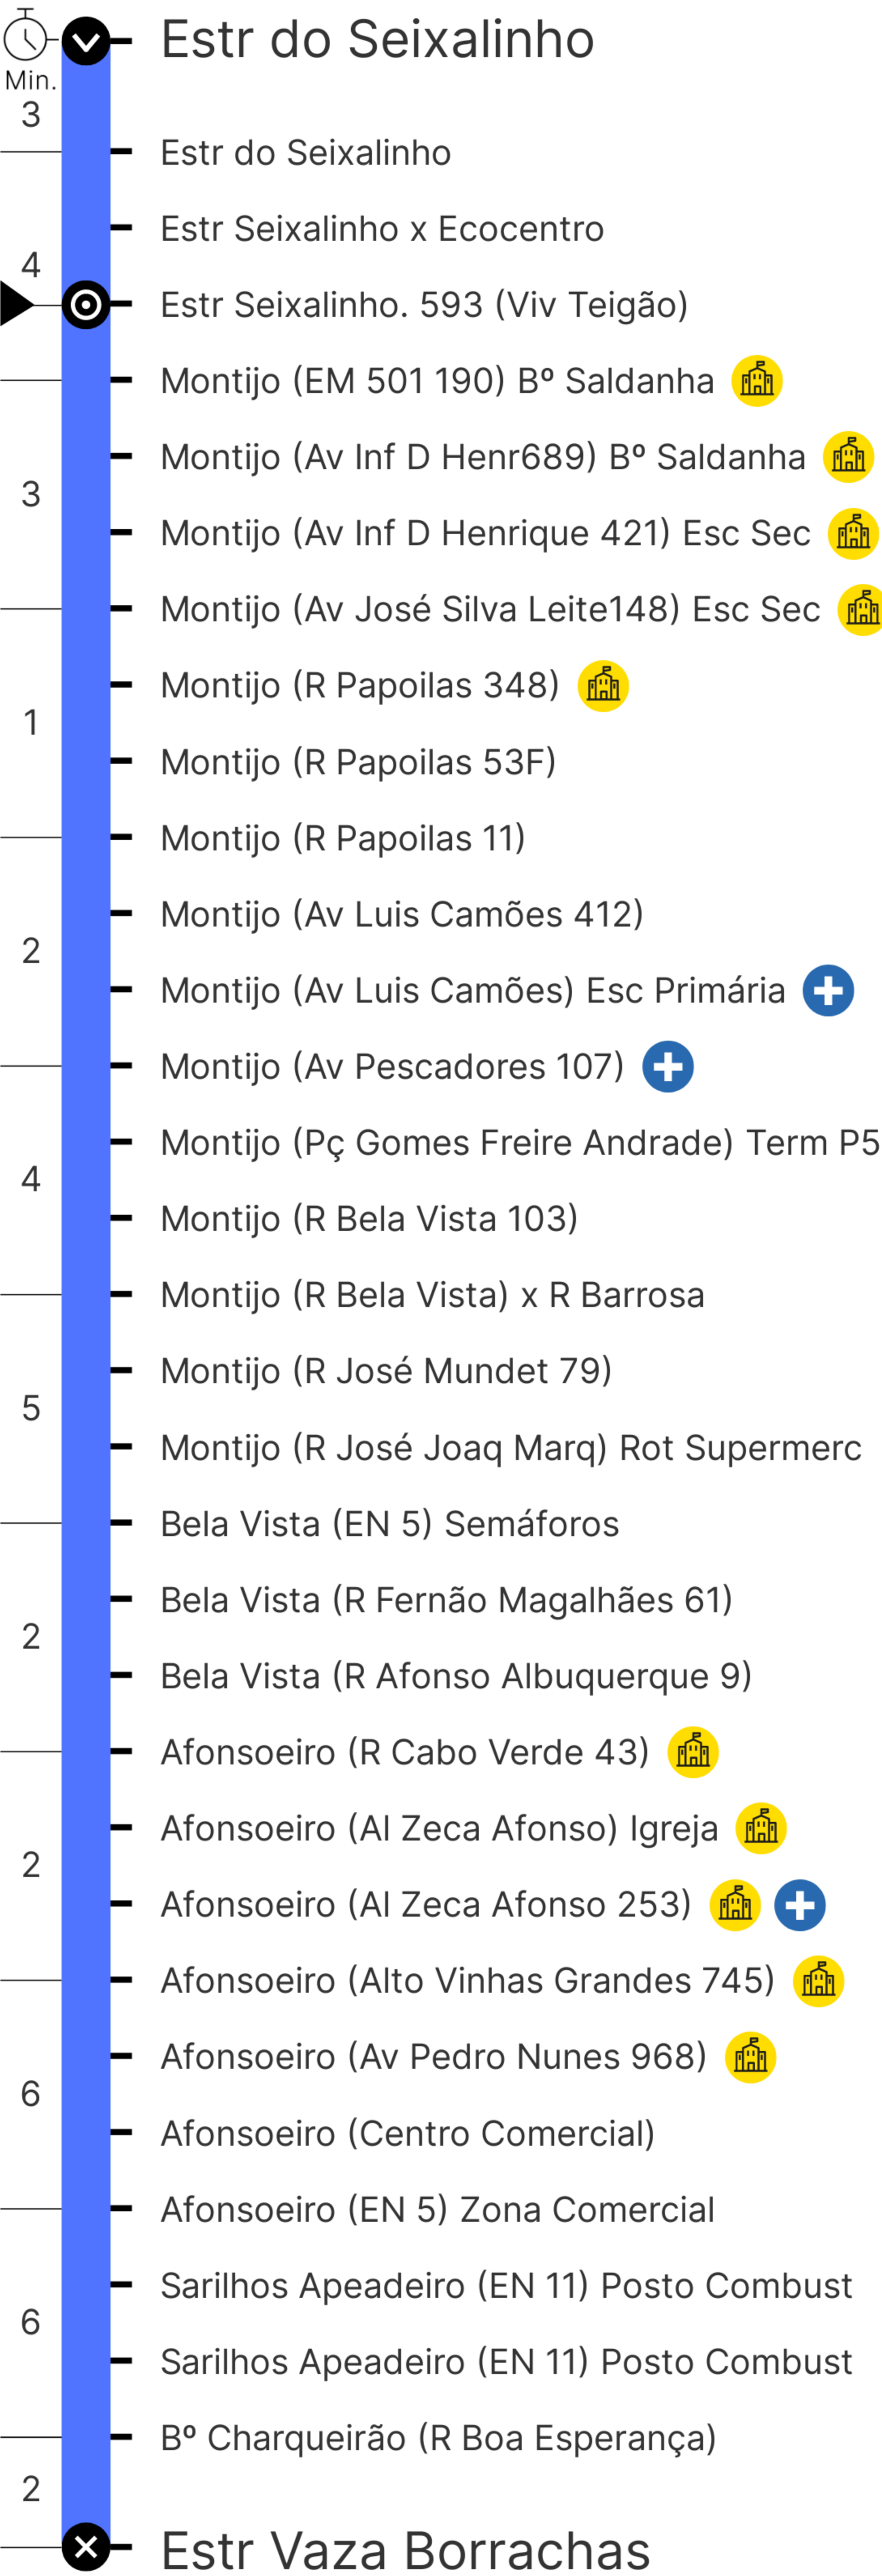 Estr do Seixalinho
Min.
3
Estr do Seixalinho
Estr Seixalinho x Ecocentro
4
Estr Seixalinho. 593 (Viv Teigão)
Montijo (EM 501 190) Bº Saldanha
Montijo (Av Inf D Henr689) Bº Saldanha
3
Montijo (Av Inf D Henrique 421) Esc Sec
Montijo (Av José Silva Leite148) Esc Sec
Montijo (R Papoilas 348)
1
Montijo (R Papoilas 53F)
Montijo (R Papoilas 11)
Montijo (Av Luis Camões 412)
2
Montijo (Av Luis Camões) Esc Primária
Montijo (Av Pescadores 107)
Montijo (Pç Gomes Freire Andrade) Term P5
4
Montijo (R Bela Vista 103)
Montijo (R Bela Vista) x R Barrosa
Montijo (R José Mundet 79)
5
Montijo (R José Joaq Marq) Rot Supermerc
Bela Vista (EN 5) Semáforos
Bela Vista (R Fernão Magalhães 61)
2
Bela Vista (R Afonso Albuquerque 9)
Afonsoeiro (R Cabo Verde 43)
Afonsoeiro (Al Zeca Afonso) Igreja
2
Afonsoeiro (Al Zeca Afonso 253)
Afonsoeiro (Alto Vinhas Grandes 745)
Afonsoeiro (Av Pedro Nunes 968)
6
Afonsoeiro (Centro Comercial)
Afonsoeiro (EN 5) Zona Comercial
Sarilhos Apeadeiro (EN 11) Posto Combust
6
Sarilhos Apeadeiro (EN 11) Posto Combust
Bº Charqueirão (R Boa Esperança)
2
Estr Vaza Borrachas